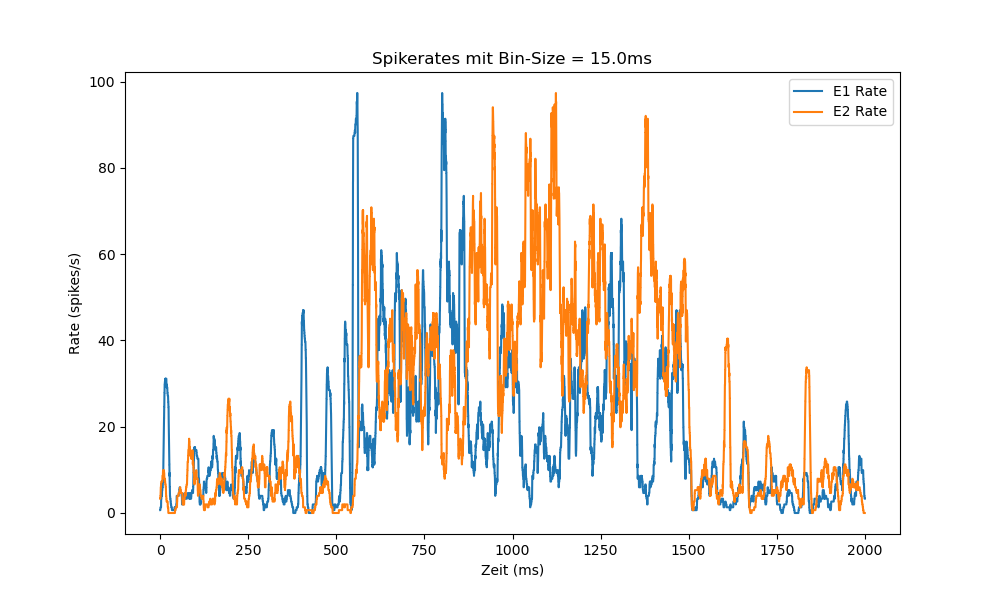 Spikerates mit Bin-Size = 15.0ms
E1 Rate
E2 Rate
100
80
60
40
20
0
Rate (spikes/s)
0 250 500 750 1000 1250 1500 1750 2000
Zeit (ms)